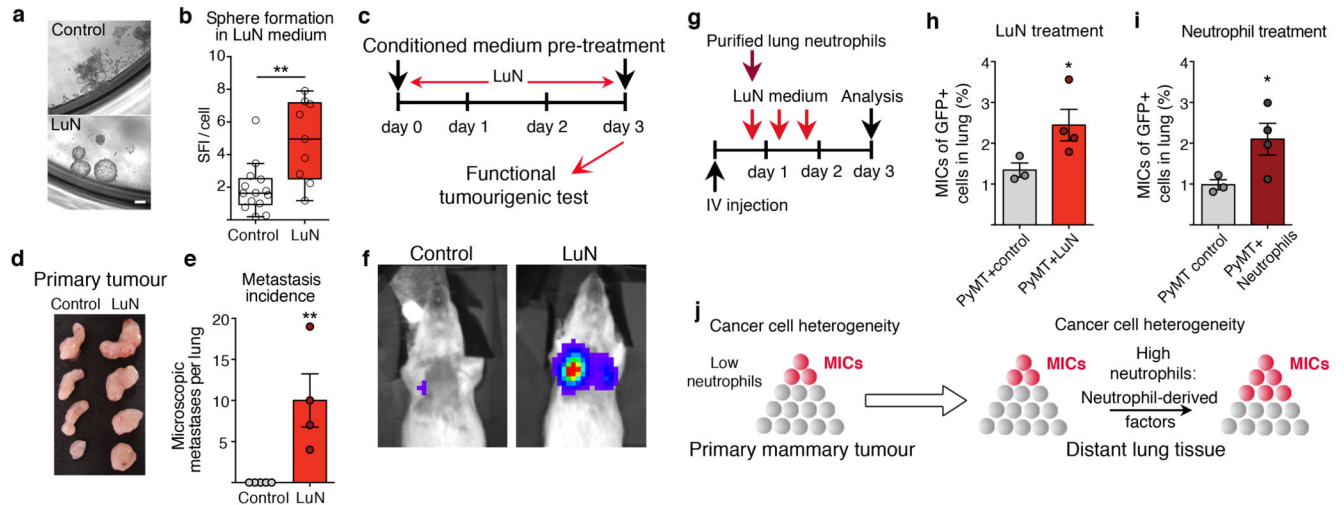 a
Control
LuN
b
Sphere formation
in LuN medium
**
SFI / cell
10
8
6
4
2
Control
LuN
c
Conditioned medium pre-treatment
LuN
day 0
day 1
day 2
day 3
Functional
tumourigenic test
d
Primary tumour
Control
LuN
e
Metastasis
incidence
**
Microscopic
metastases per lung
20
15
10
5
Control
LuN
f
Control
LuN
g
Purified lung neutrophils
LuN medium
Analysis
day 1
day 2
day 3
IV injection
h
LuN treatment
*
MICs of GFP+
cells in lung (%)
4
3
2
1
PyMT+control
PyMT+LuN
i
Neutrophil treatment
*
MICs of GFP+
cells in lung (%)
4
3
2
1
PyMT control
PyMT+
Neutrophils
j
Cancer cell heterogeneity
Low
neutrophils
MICs
Primary mammary tumour
Cancer cell heterogeneity
MICs
High
neutrophils:
Neutrophil-derived
factors
MICs
Distant lung tissue